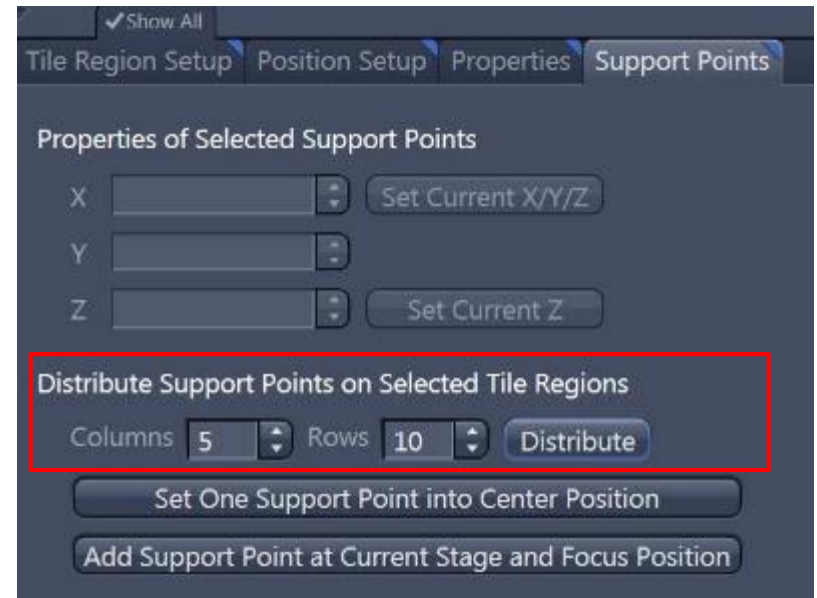 ✓Show All
Tile Region Setup Position Setup Properties Support Points
Properties of Selected Support Points
X Set Current X/Y/Z
Y
Z Set Current Z
Distribute Support Points on Selected Tile Regions
Columns 5 Rows 10 Distribute
Set One Support Point into Center Position
Add Support Point at Current Stage and Focus Position